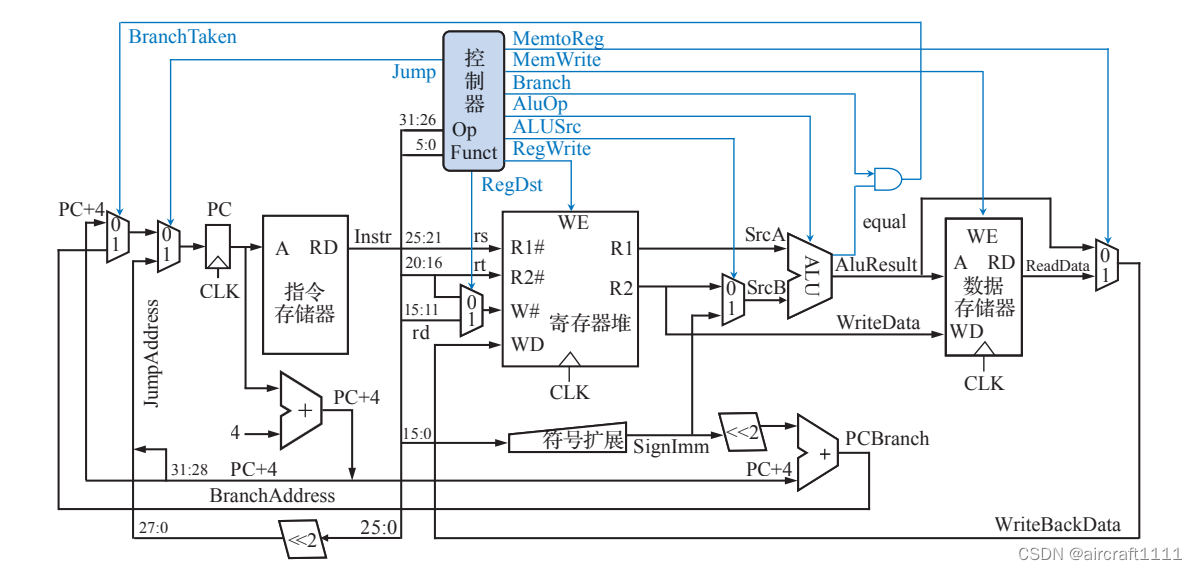 BranchTaken
Jump
控制器
Op
Funct
31:26
5:0
MemtoReg
MemWrite
Branch
AluOp
ALUSrc
RegWrite
RegDst
PC+4
0
1
0
1
PC
CLK
A RD
指令
存储器
Instr
25:21
rs
20:16
rt
15:11
rd
0
1
WE
R1#
R2#
W#
WD
R1
R2
寄存器堆
CLK
SrcA
0
1
SrcB
ALU
equal
AluResult
WriteData
WE
A RD
数据
存储器
WD
CLK
ReadData
0
1
JumpAddress
4
+
PC+4
15:0
符号扩展
SignImm
<<2
PC+4
+
PCBranch
31:28
PC+4
BranchAddress
27:0
<<2
25:0
WriteBackData
CSDN @aircraft1111